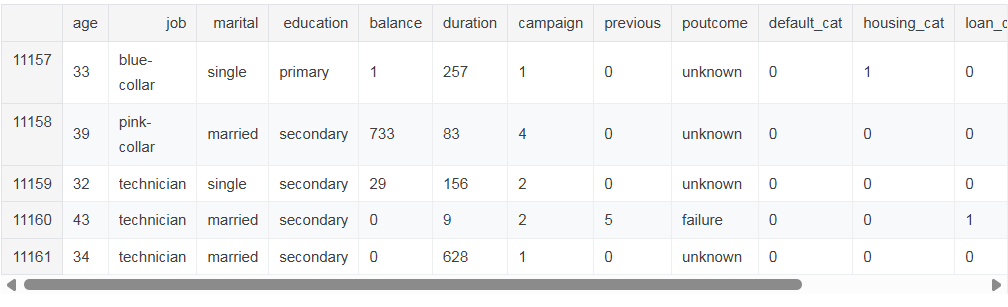 age job marital education balance duration campaign previous poutcome default_cat housing_cat loan_c
11157 33 blue-collar single primary 1 257 1 0 unknown 0 1 0
11158 39 pink-collar married secondary 733 83 4 0 unknown 0 0 0
11159 32 technician single secondary 29 156 2 0 unknown 0 0 0
11160 43 technician married secondary 0 9 2 5 failure 0 0 1
11161 34 technician married secondary 0 628 1 0 unknown 0 0 0